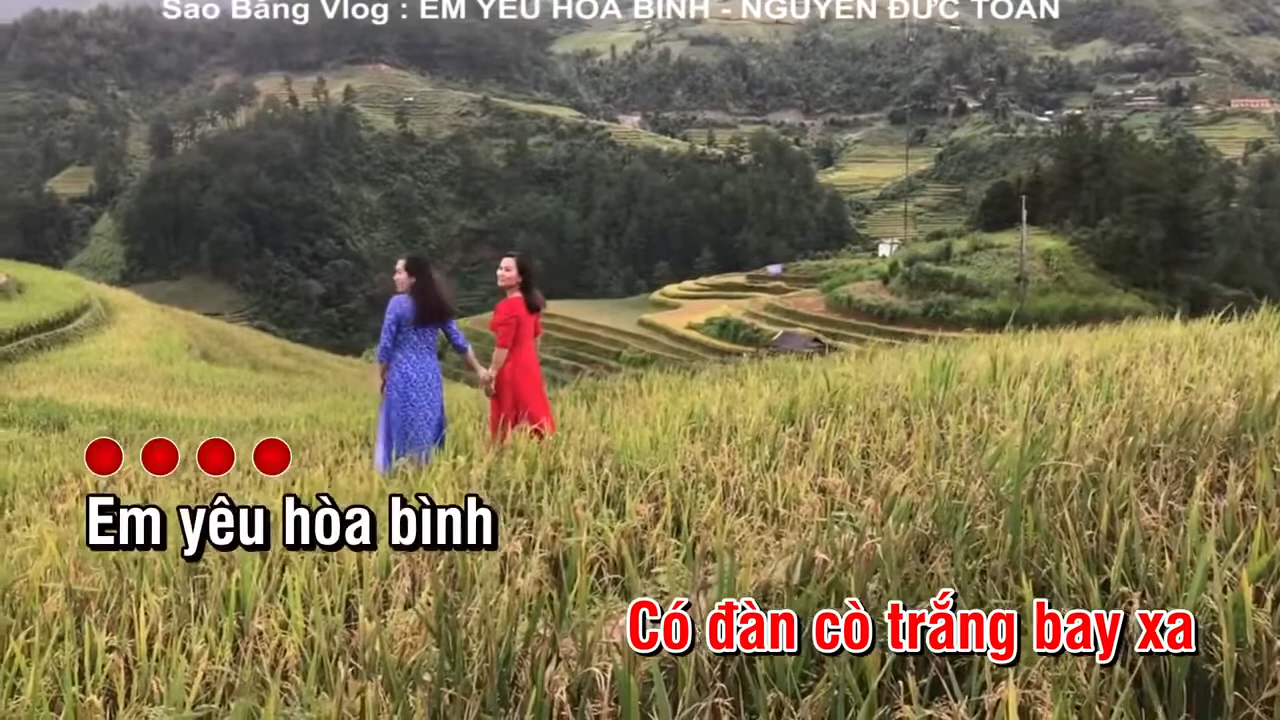 Sao Băng Vlog : EM YÊU HÒA BÌNH - NGUYỄN ĐỨC TOÀN
Em yêu hòa bình
Có đàn cò trắng bay xa